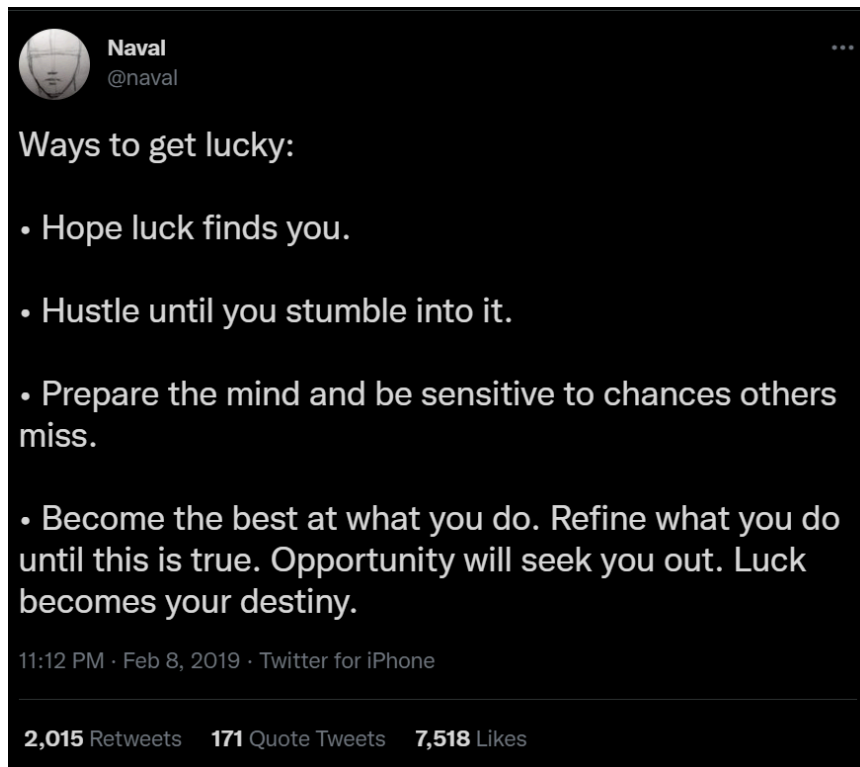 Naval
@naval
Ways to get lucky:
• Hope luck finds you.
• Hustle until you stumble into it.
• Prepare the mind and be sensitive to chances others
miss.
• Become the best at what you do. Refine what you do
until this is true. Opportunity will seek you out. Luck
becomes your destiny.
11:12 PM · Feb 8, 2019 · Twitter for iPhone
2,015 Retweets 171 Quote Tweets 7,518 Likes